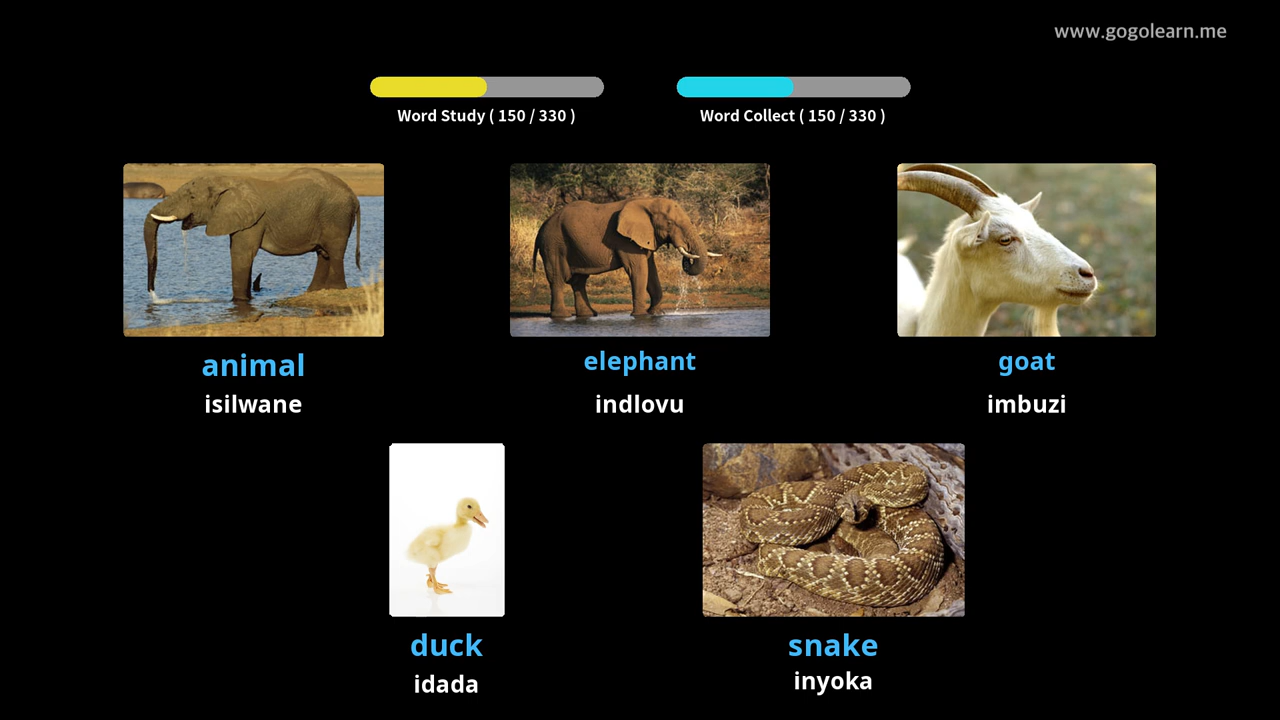 www.gogolearn.me
Word Study ( 150 / 330 )
Word Collect ( 150 / 330 )
animal
isilwane
elephant
indlovu
goat
imbuzi
duck
idada
snake
inyoka